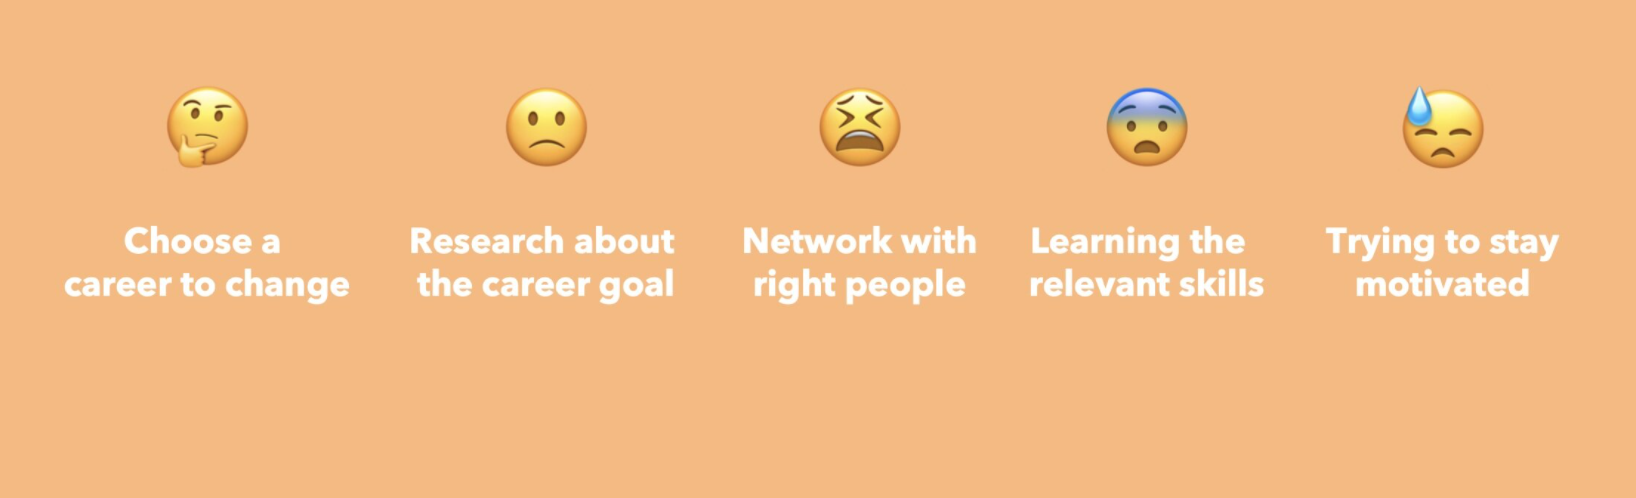 Choose a
career to change
Research about
the career goal
Network with
right people
Learning the
relevant skills
Trying to stay
motivated